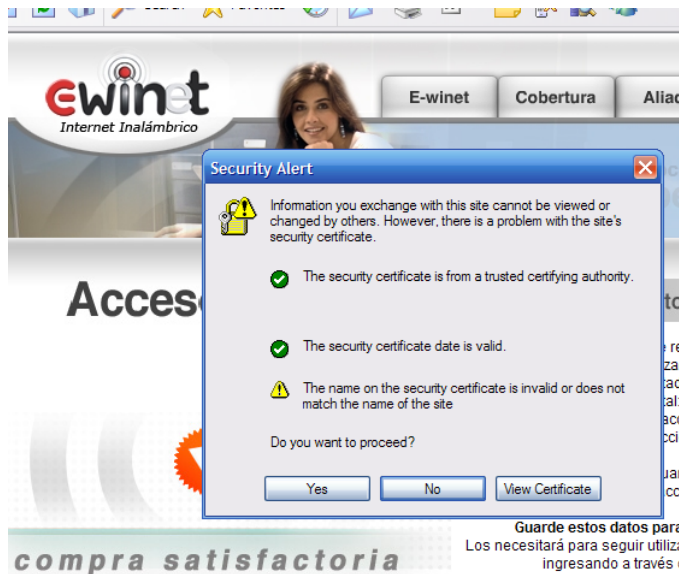 Favorites
ewinet
Internet Inalámbrico
E-winet
Cobertura
Security Alert
Information you exchange with this site cannot be viewed or
changed by others. However, there is a problem with the site's
security certificate.
The security certificate is from a trusted certifying authority.
The security certificate date is valid.
The name on the security certificate is invalid or does not
match the name of the site
Do you want to proceed?
Yes
No
View Certificate
Guarde estos datos para
Los necesitará para seguir
ingresando a través
compra satisfactoria